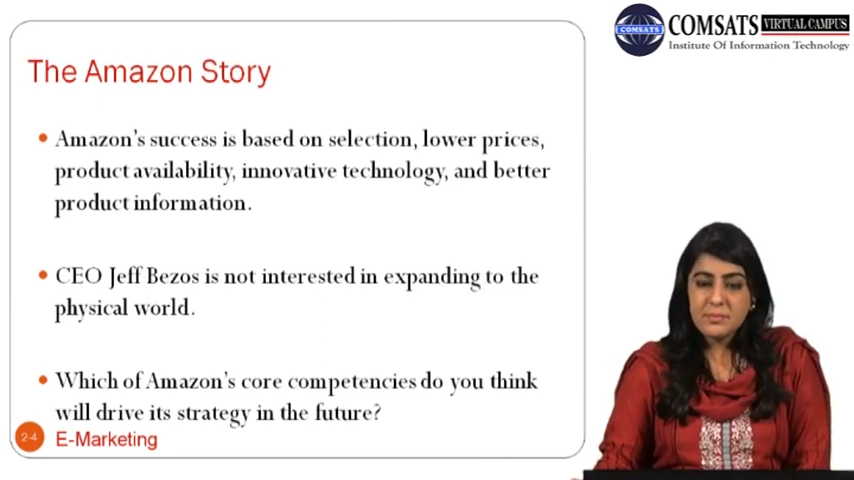 COMSATS
COMSATS VIRTUAL CAMPUS
Institute Of Information Technology
The Amazon Story
• Amazon's success is based on selection, lower prices,
product availability, innovative technology, and better
product information.
• CEO Jeff Bezos is not interested in expanding to the
physical world.
• Which of Amazon's core competencies do you think
will drive its strategy in the future?
2-4
E-Marketing